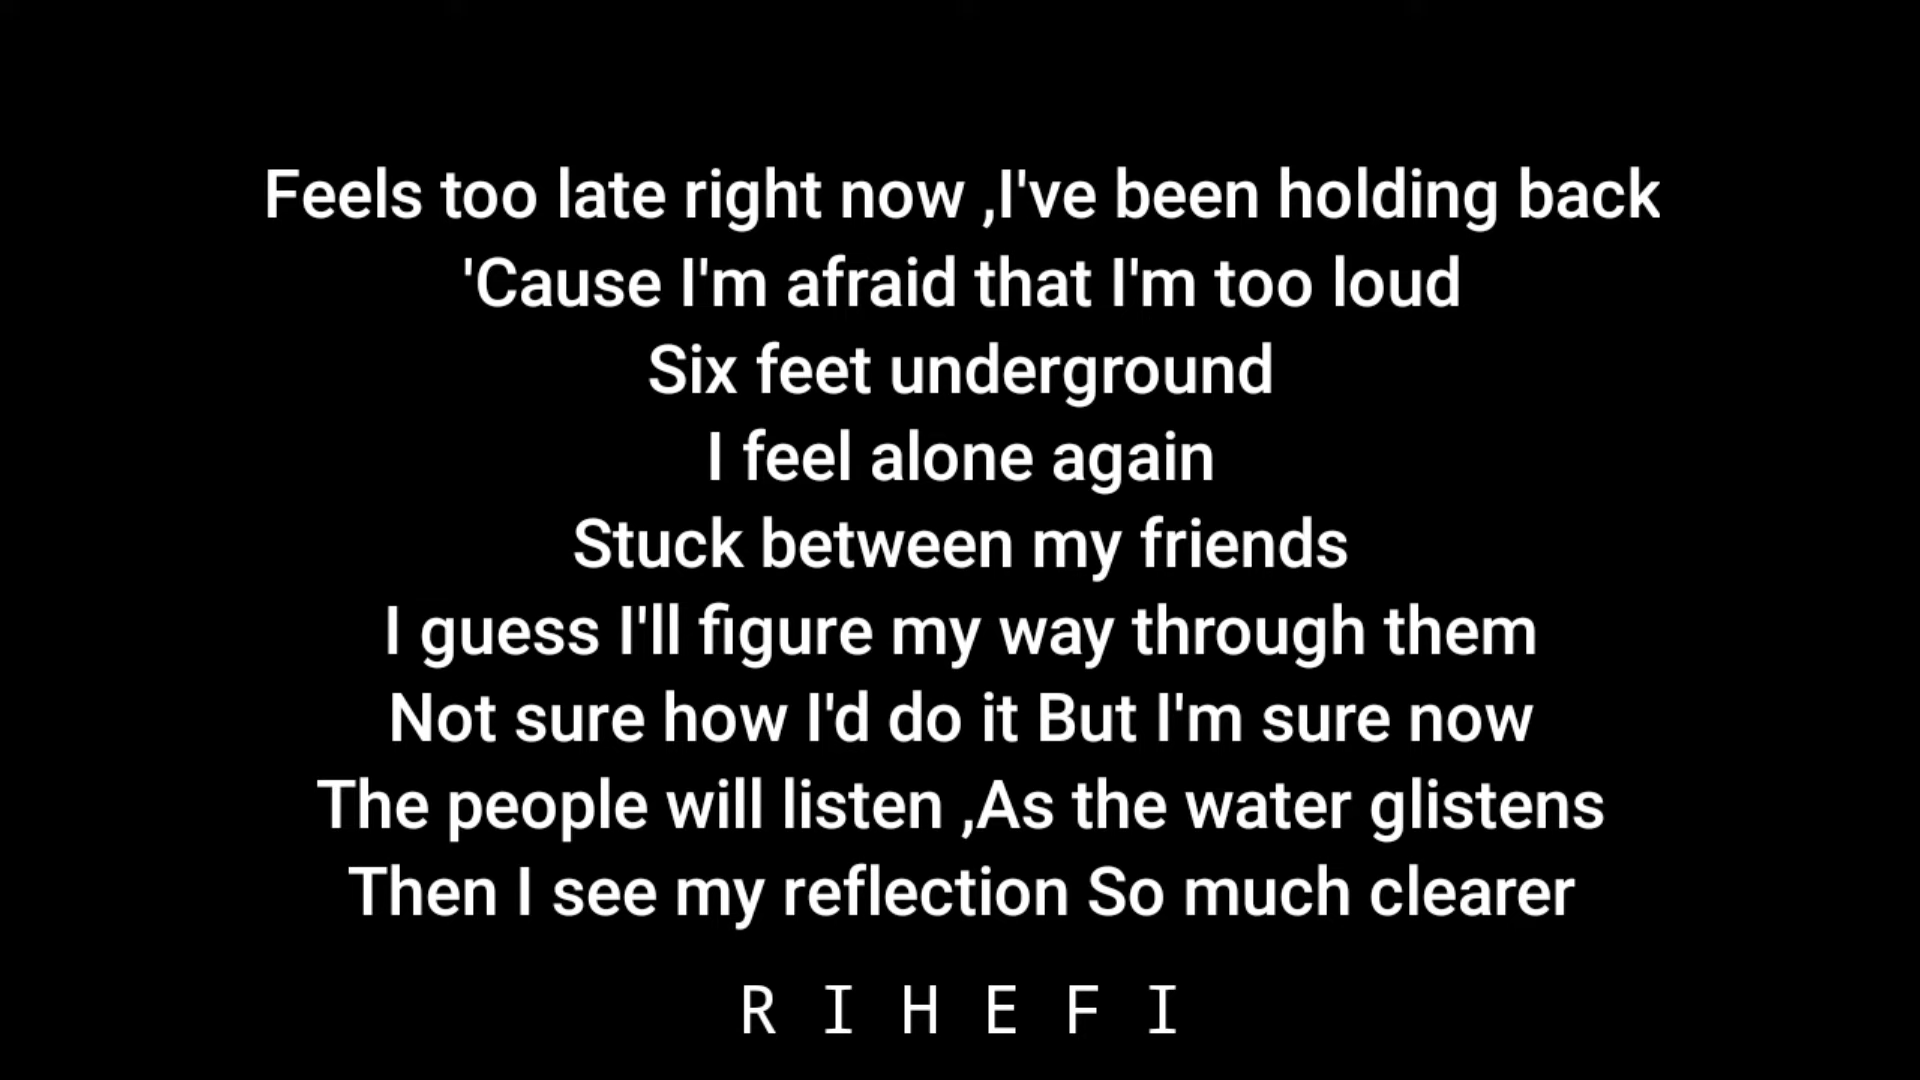 Feels too late right now ,I've been holding back
'Cause I'm afraid that I'm too loud
Six feet underground
I feel alone again
Stuck between my friends
I guess I'll figure my way through them
Not sure how I'd do it But I'm sure now
The people will listen ,As the water glistens
Then I see my reflection So much clearer
R I H E F I